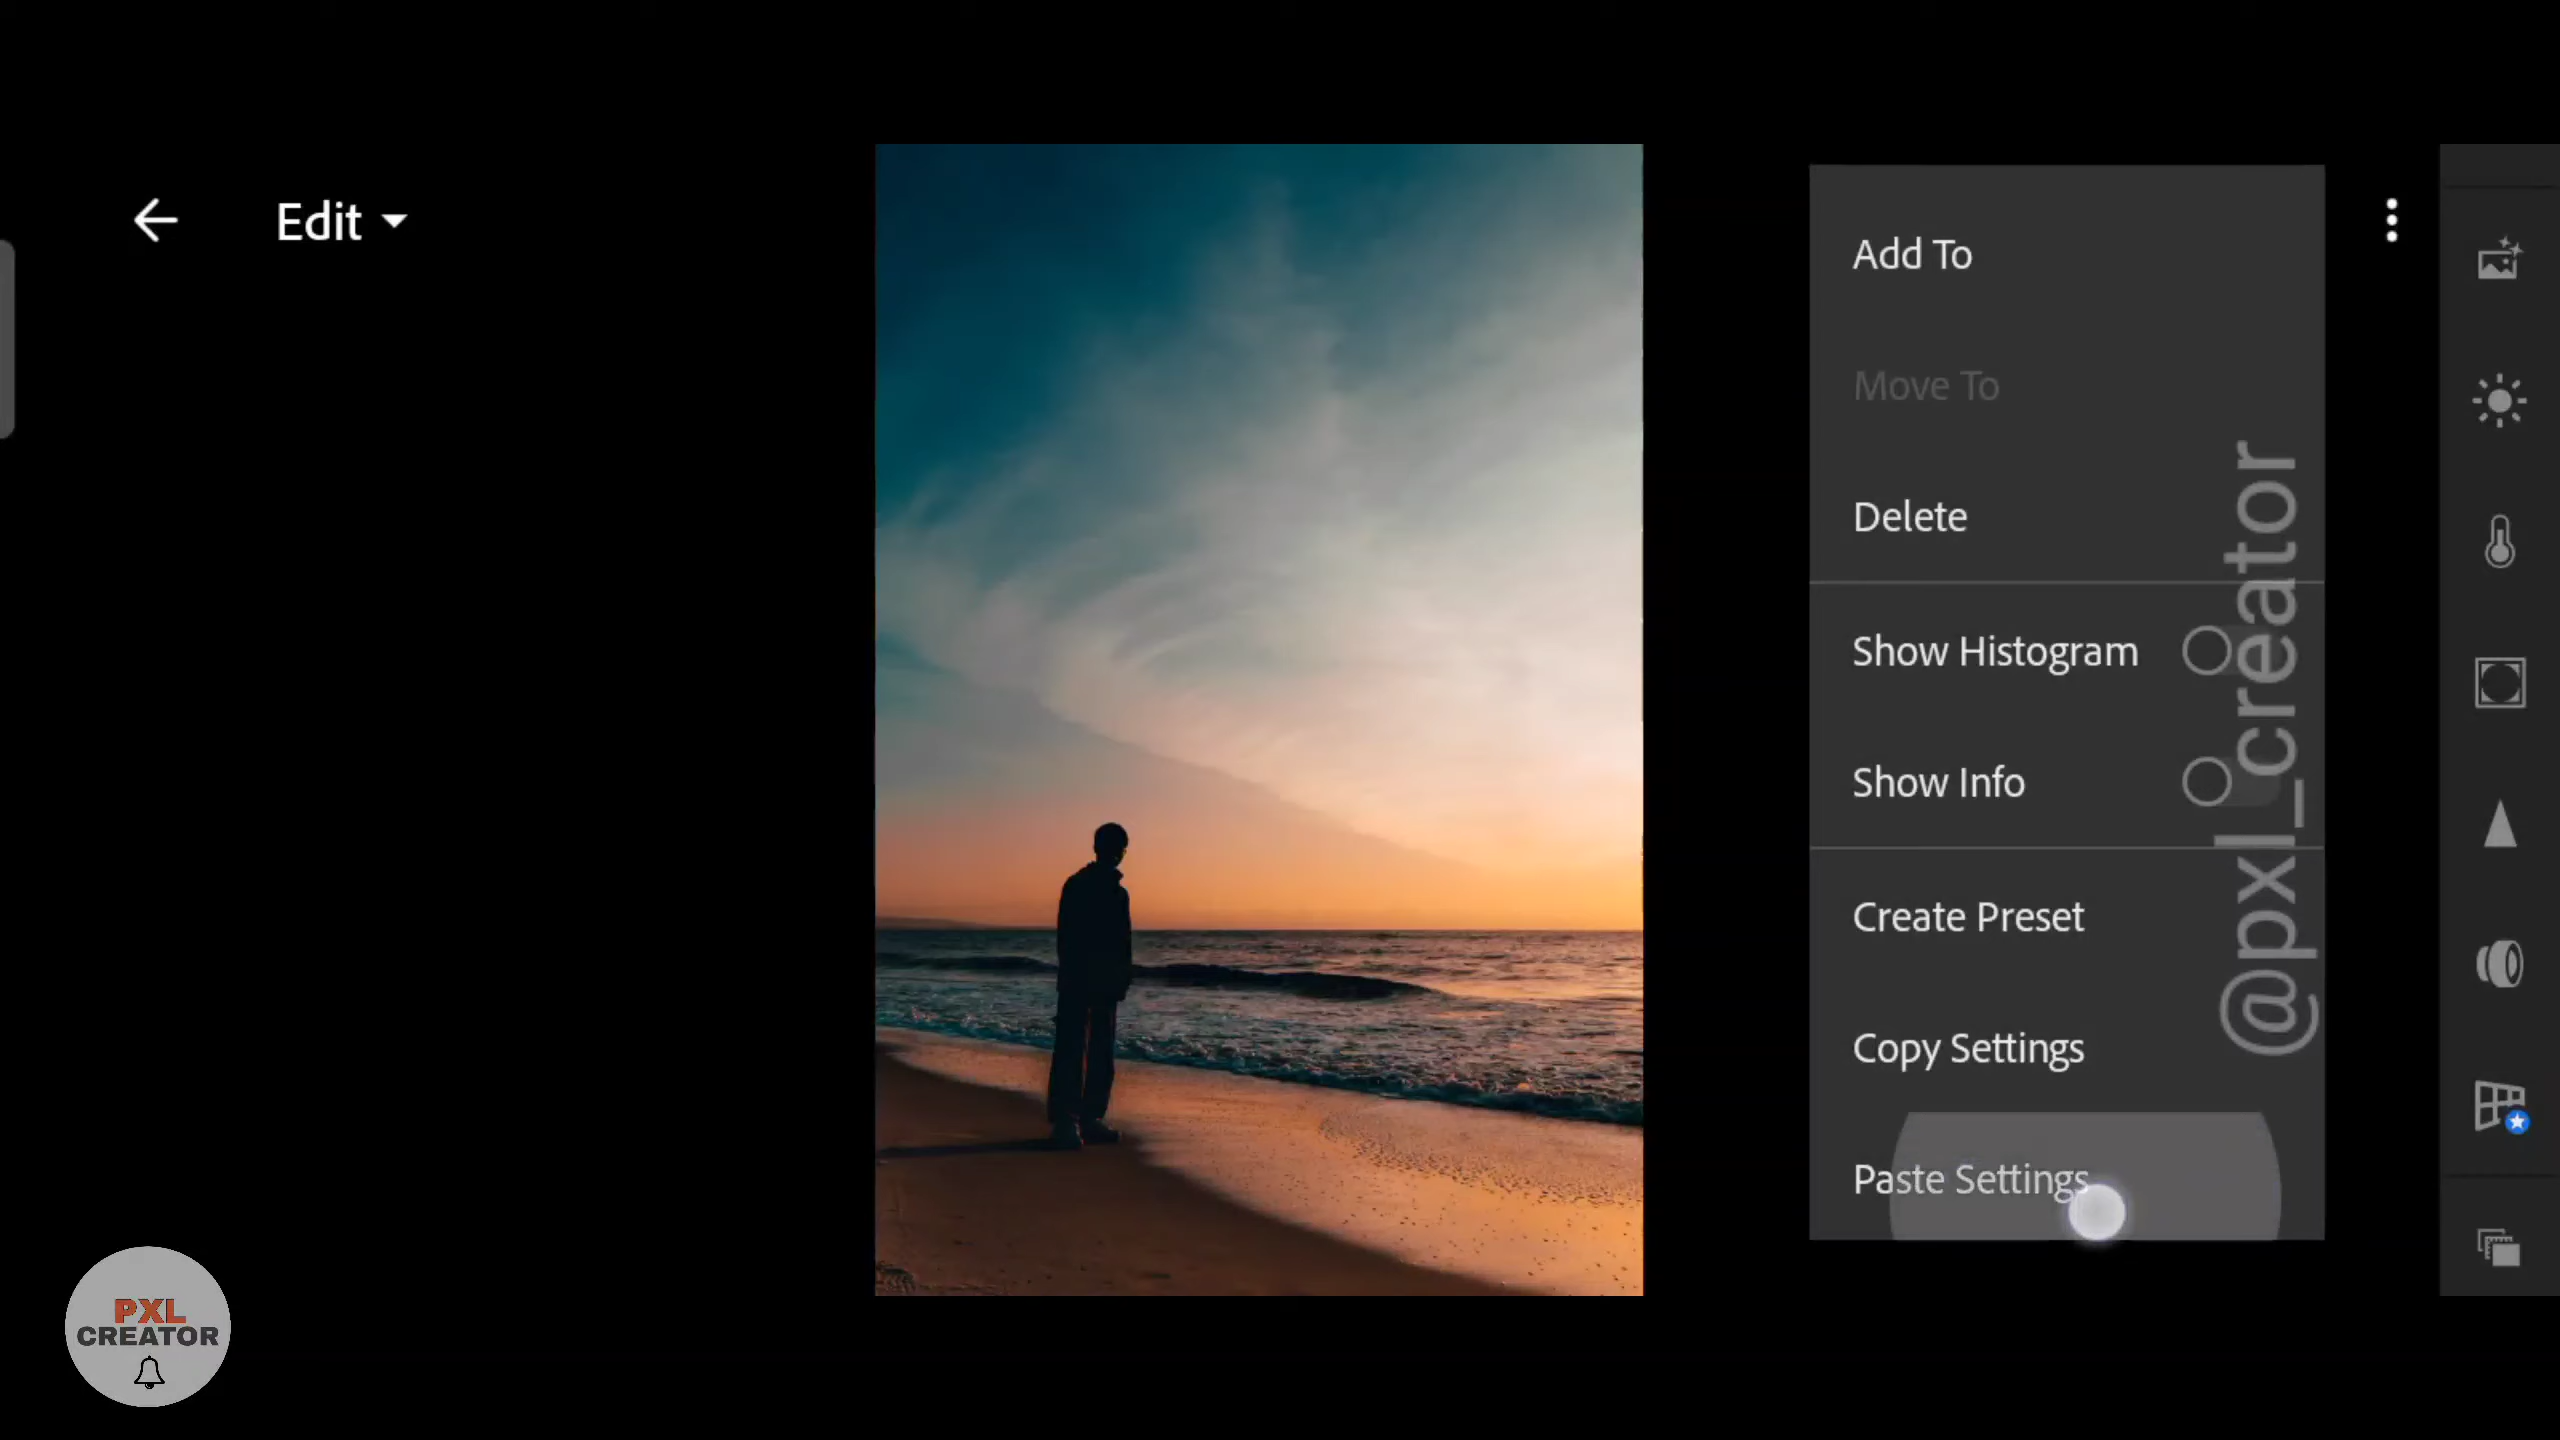 Edit
Add To
Move To
Delete
Show Histogram
Show Info
Create Preset
Copy Settings
Paste Settings
@pxl_creator
PXL
CREATOR